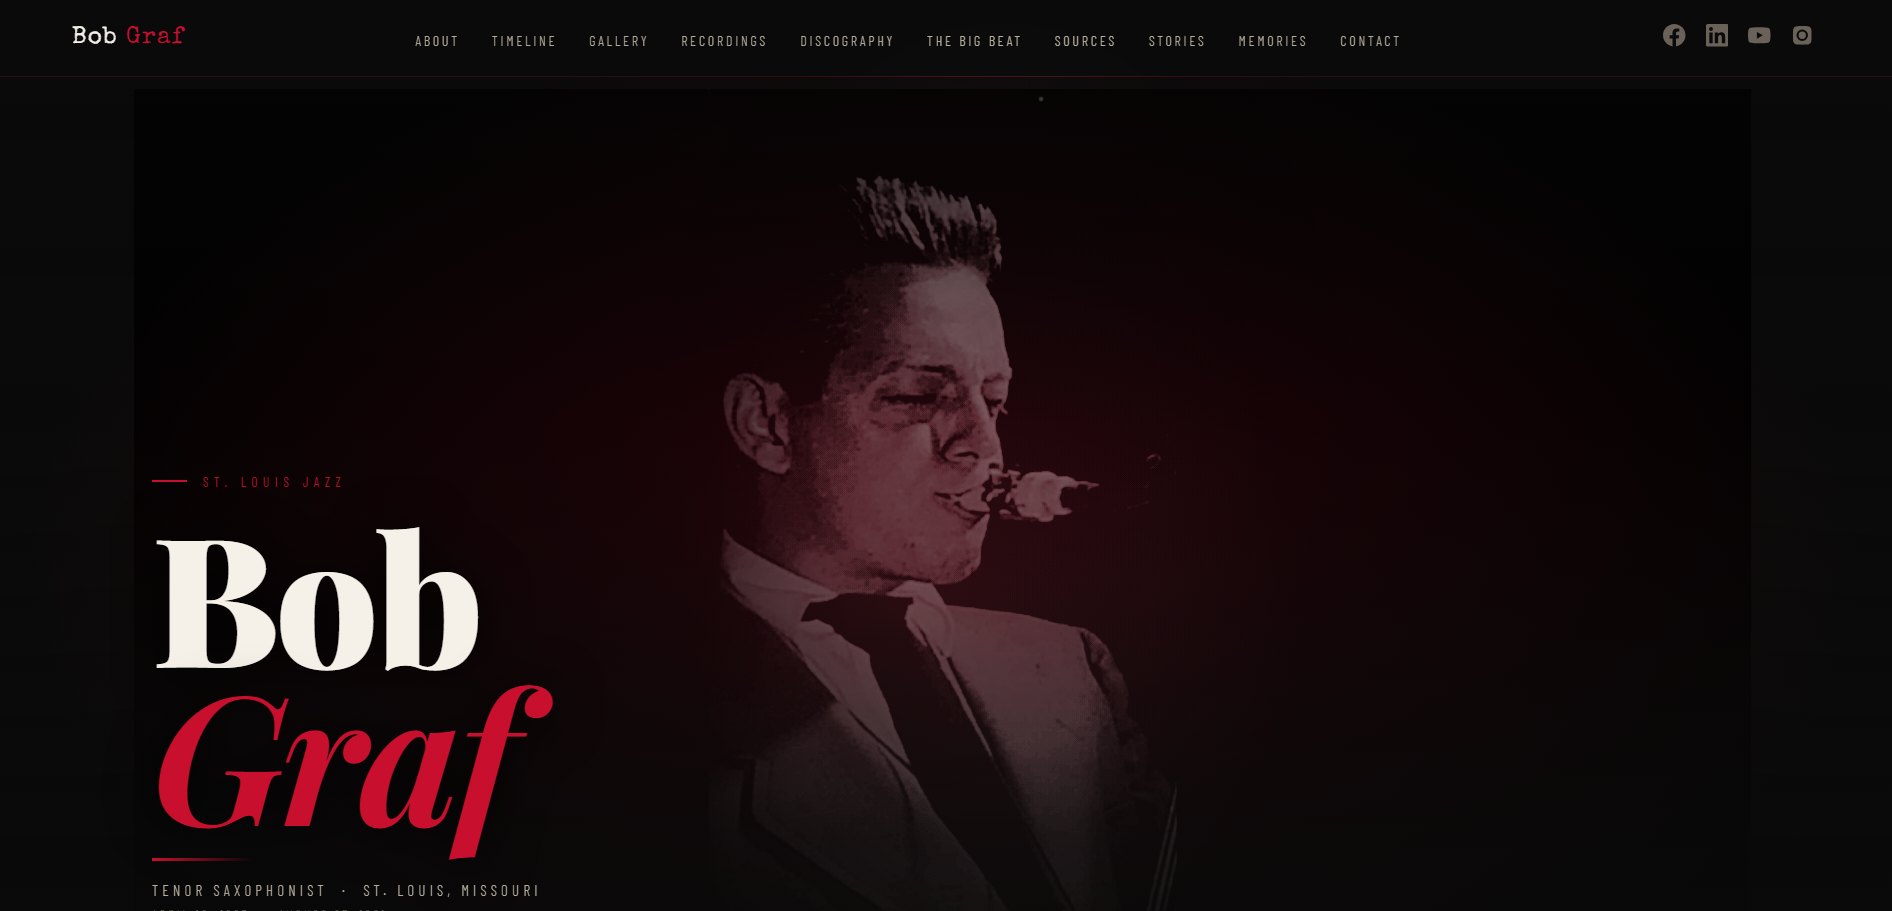 Bob Graf
ABOUT TIMELINE GALLERY RECORDINGS DISCOGRAPHY THE BIG BEAT SOURCES STORIES MEMORIES CONTACT
ST. LOUIS JAZZ
Bob
Graf
TENOR SAXOPHONIST · ST. LOUIS, MISSOURI